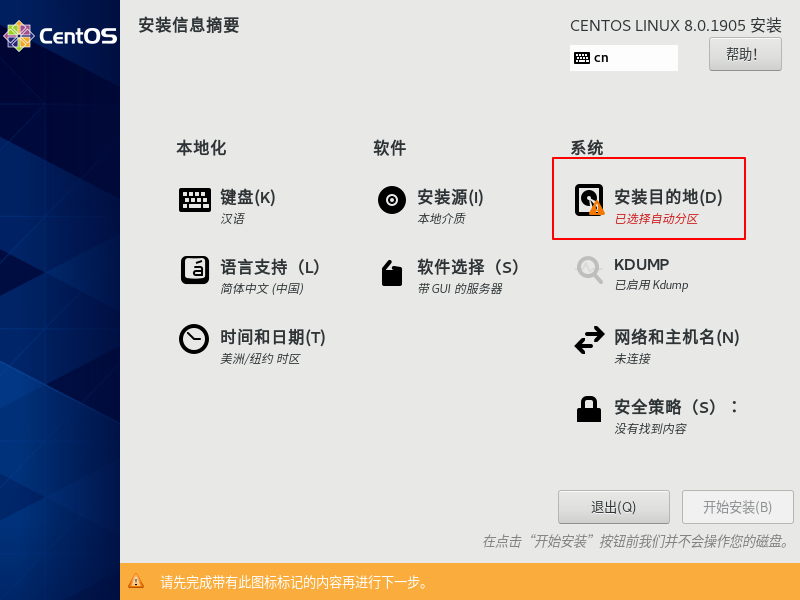 CentOS
安装信息摘要
CENTOS LINUX 8.0.1905 安装
cn
帮助!
本地化
键盘(K)
汉语
语言支持（L）
简体中文 (中国)
时间和日期(T)
美洲/纽约 时区
软件
安装源(I)
本地介质
软件选择（S）
带 GUI 的服务器
系统
安装目的地(D)
已选择自动分区
KDUMP
已启用 Kdump
网络和主机名(N)
未连接
安全策略（S）：
没有找到内容
退出(Q)
开始安装(B)
在点击“开始安装”按钮前我们并不会操作您的磁盘。
请先完成带有此图标标记的内容再进行下一步。